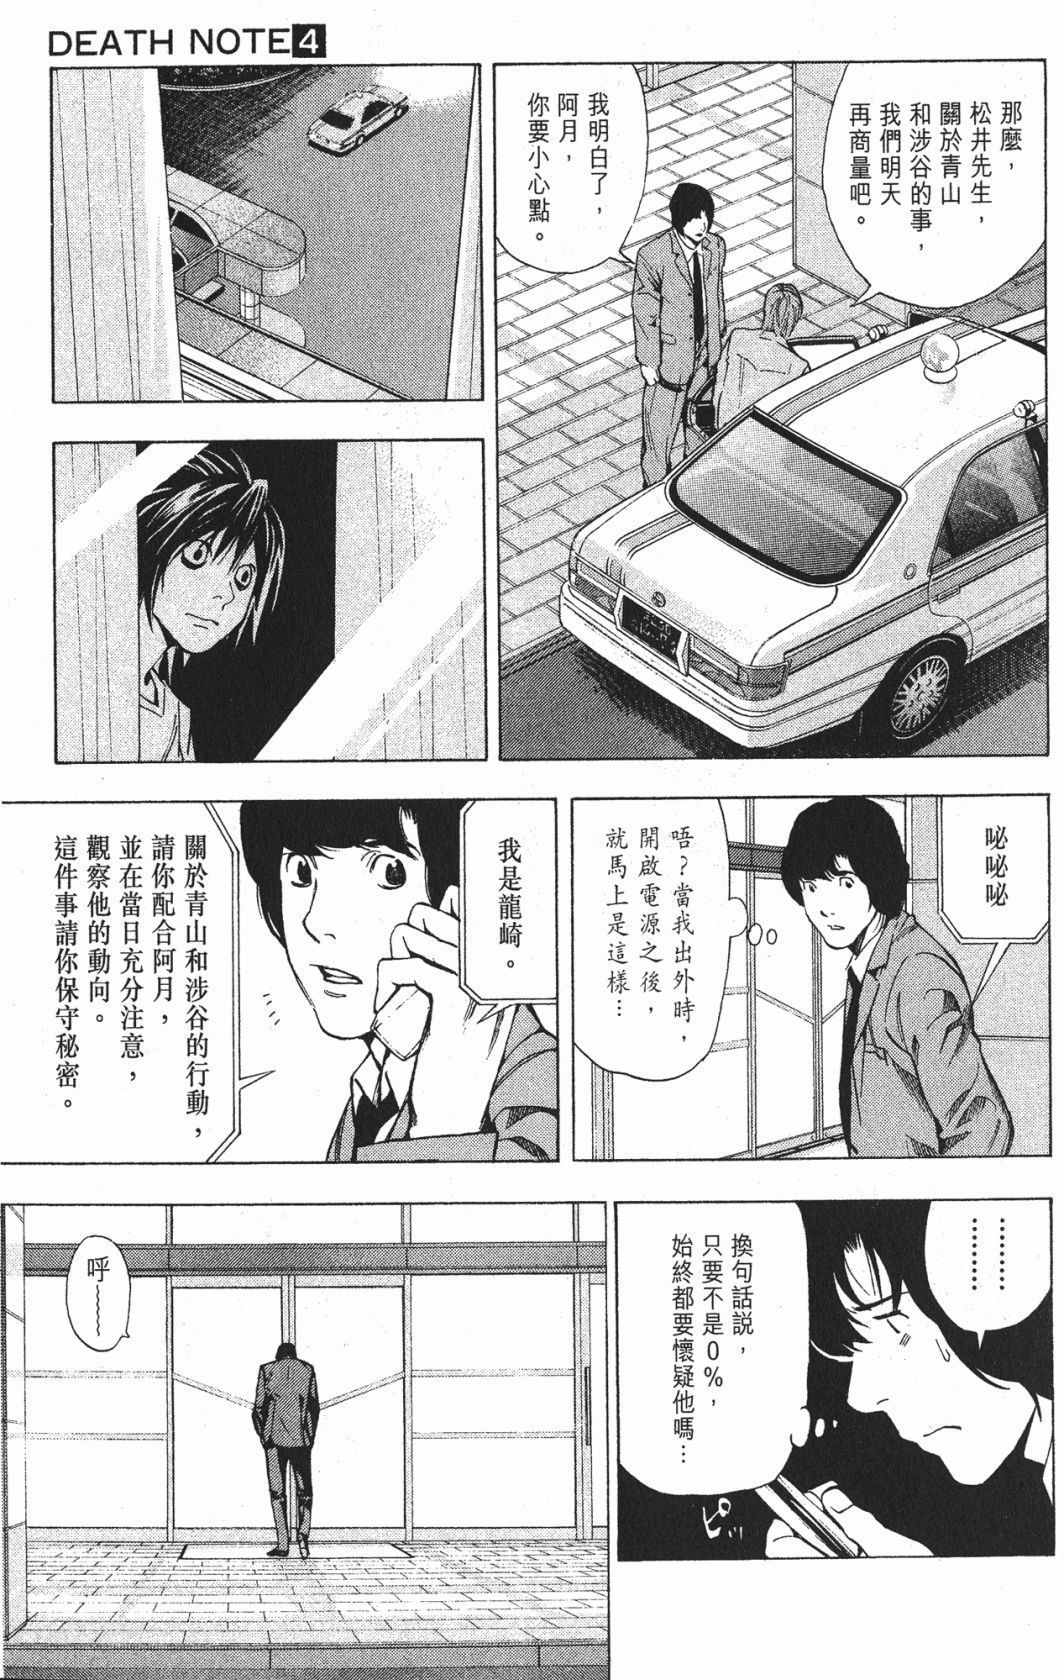 DEATH NOTE 4
那麼，
松井先生，
關於青山
和涉谷的事，
我們明天
再商量吧。
我明白了，
阿月，
你要小心點。
咇咇咇
唔？當我出外時，
開啟電源之後，
就馬上是這樣…
我是龍崎。
關於青山和涉谷的行動，
請你配合阿月，
並在當日充分注意，
觀察他的動向。
這件事請你保守秘密。
………
………
換句話說，
只要不是0%，
始終都要懷疑他嗎…
ピッ
呼～～